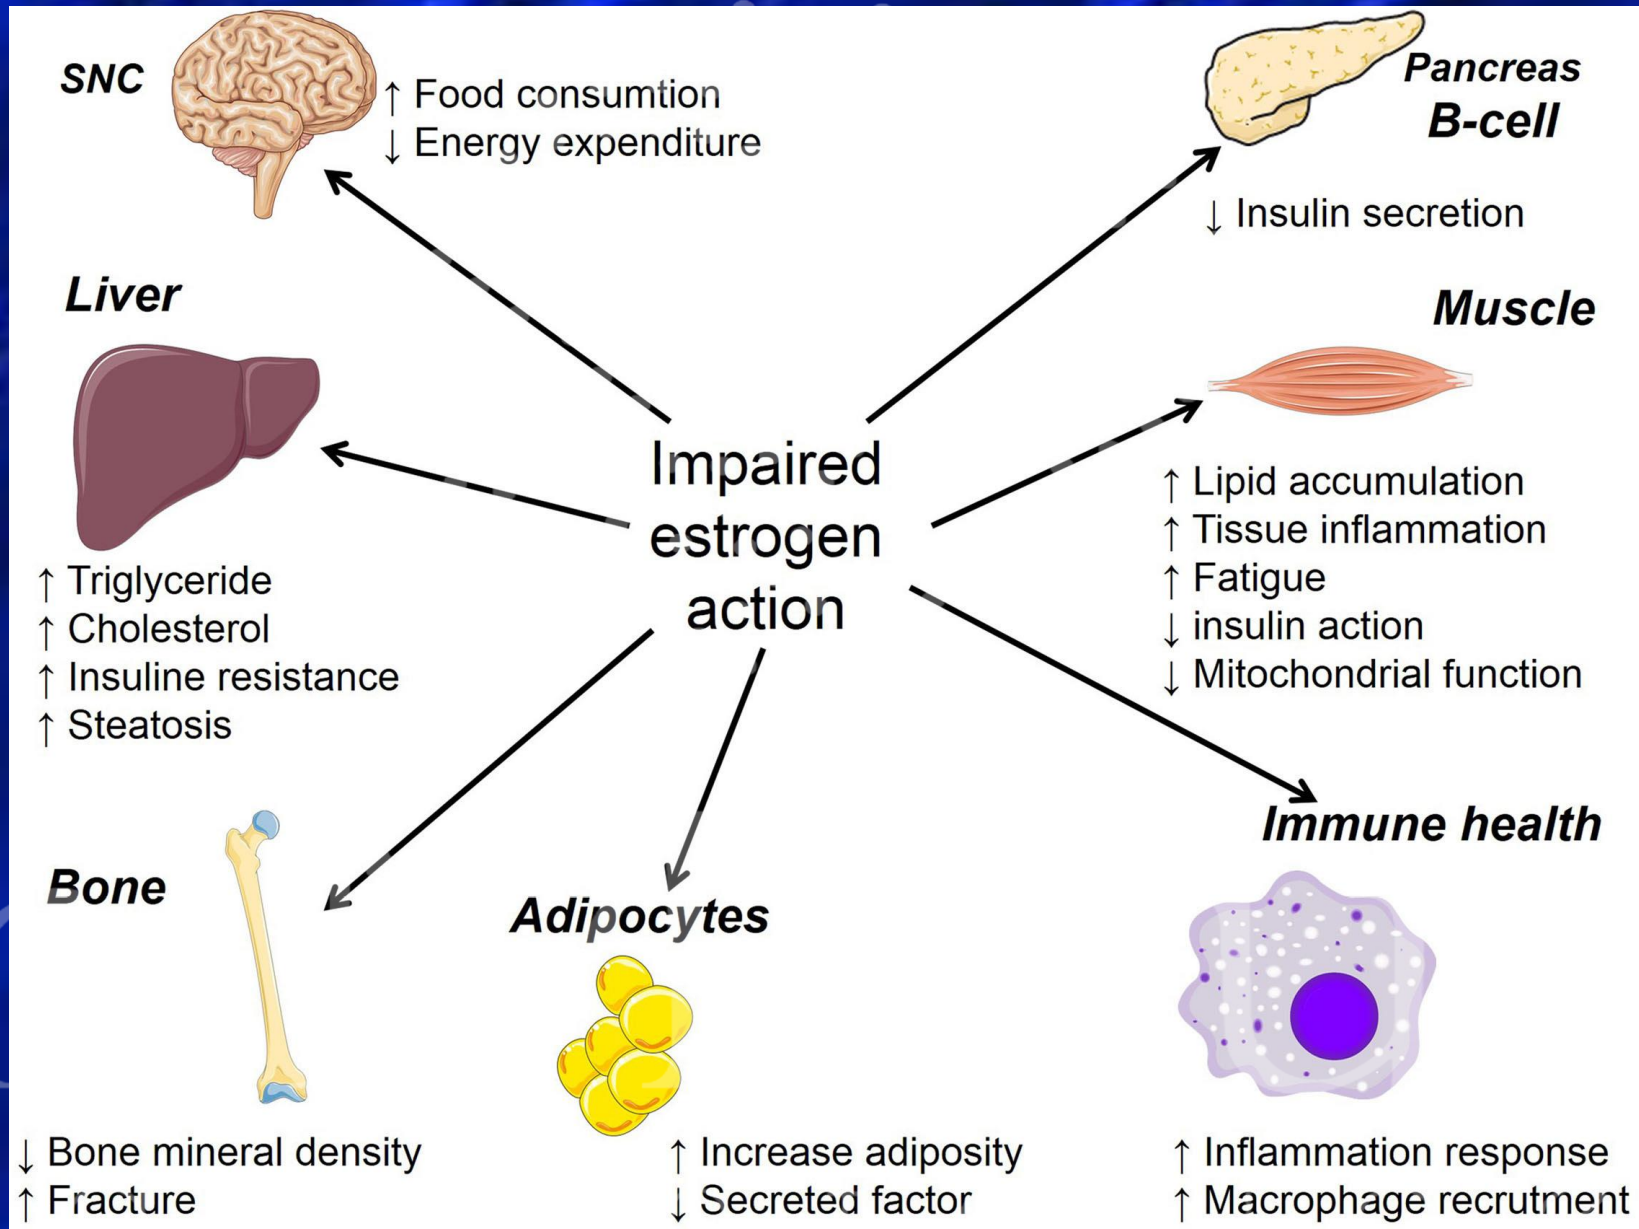 SNC
↑ Food consumtion
↓ Energy expenditure
Pancreas
B-cell
↓ Insulin secretion
Liver
↑ Triglyceride
↑ Cholesterol
↑ Insuline resistance
↑ Steatosis
Impaired
estrogen
action
Muscle
↑ Lipid accumulation
↑ Tissue inflammation
↑ Fatigue
↓ insulin action
↓ Mitochondrial function
Bone
↓ Bone mineral density
↑ Fracture
Adipocytes
↑ Increase adiposity
↓ Secreted factor
Immune health
↑ Inflammation response
↑ Macrophage recrutment